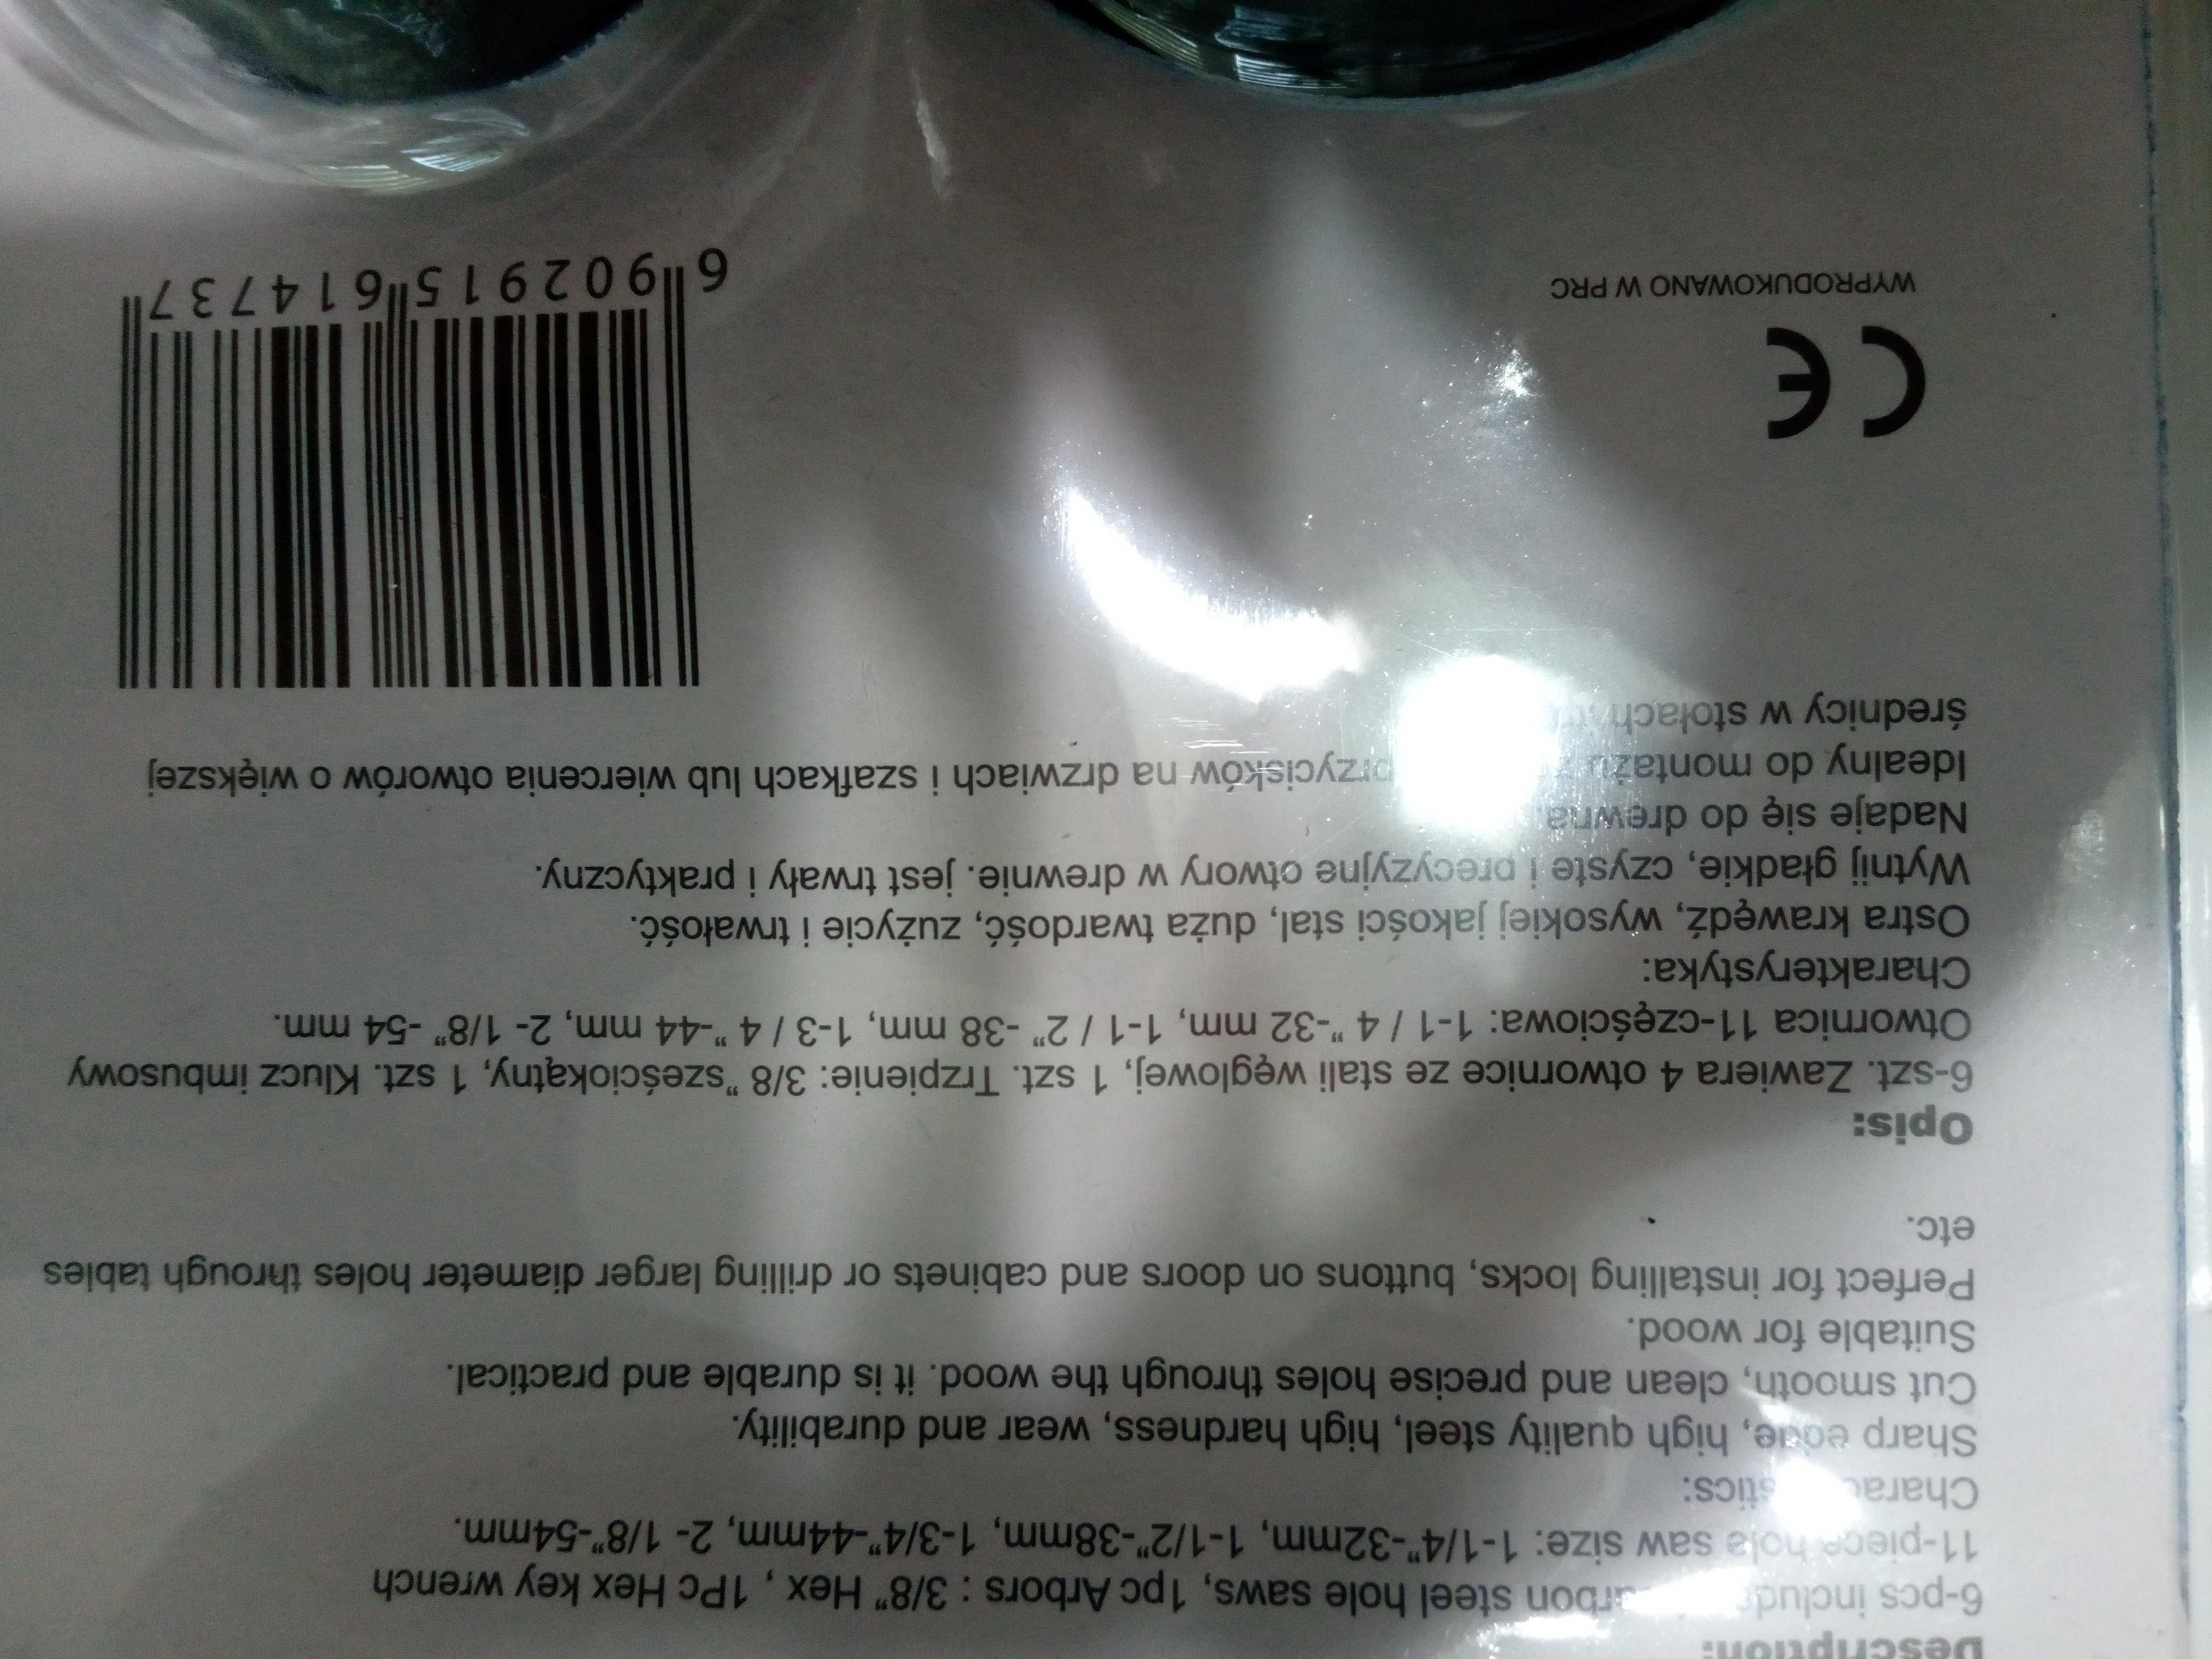 Description:
6-pcs includ arbon steel hole saws, 1pc Arbors : 3/8" Hex , 1Pc Hex key wrench
11-piece hole saw size: 1-1/4"-32mm, 1-1/2"-38mm, 1-3/4"-44mm, 2- 1/8"-54mm.
Charac stics:
Sharp edge, high quality steel, high hardness, wear and durability.
Cut smooth, clean and precise holes through the wood. it is durable and practical.
Suitable for wood.
Perfect for installing locks, buttons on doors and cabinets or drilling larger diameter holes through tables
etc.
Opis:
6-szt. Zawiera 4 otwornice ze stali węglowej, 1 szt. Trzpienie: 3/8 "sześciokątny, 1 szt. Klucz imbusowy
Otwornica 11-częściowa: 1-1 / 4 "-32 mm, 1-1 / 2" -38 mm, 1-3 / 4 "-44 mm, 2- 1/8" -54 mm.
Charakterystyka:
Ostra krawędź, wysokiej jakości stal, duża twardość, zużycie i trwałość.
Wytnij gładkie, czyste i precyzyjne otwory w drewnie. jest trwały i praktyczny.
Nadaje się do drewna.
Idealny do montażu przycisków na drzwiach i szafkach lub wiercenia otworów o większej
średnicy w stołach
CE
WYPRODUKOWANO W PRC
6 902915 614737